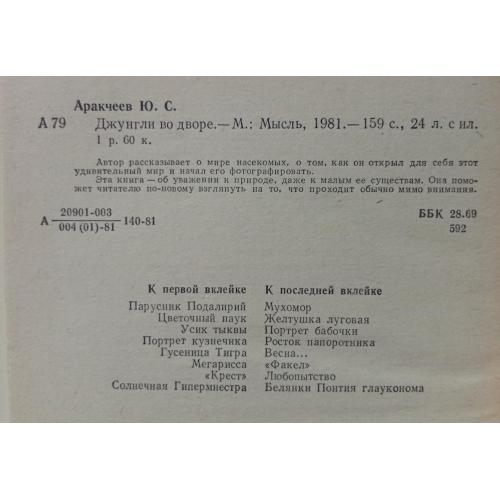 Аракчеев Ю. С.
А 79 Джунгли во дворе.—М.: Мысль, 1981.—159 с., 24 л. с ил.
1 р. 60 к.
Автор рассказывает о мире насекомых, о том, как он открыл для себя этот
удивительный мир и начал его фотографировать.
Эта книга—об уважении к природе, даже к малым ее существам. Она помо-
жет читателю по-новому взглянуть на то, что проходит обычно мимо внимания.
А 20901-003 / 004 (01)-81 140-81
ББК 28.69
592
К первой вклейке
Парусник Подалирий
Цветочный паук
Усик тыквы
Портрет кузнечика
Гусеница Тигра
Мегарисса
«Крест»
Солнечная Гипермнестра
К последней вклейке
Мухомор
Желтушка луговая
Портрет бабочки
Росток папоротника
Весна...
«Факел»
Любопытство
Белянки Понтия глауконома